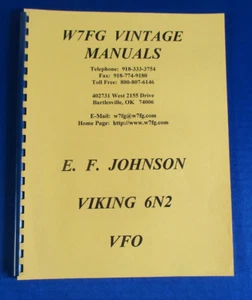 W7FG VINTAGE
MANUALS
Telephone: 918-333-3754
Fax: 918-774-9180
Toll Free: 800-807-6146
402731 West 2155 Drive
Bartlesville, OK 74006
E-Mail: w7fg@w7fg.com
Home Page: http://www.w7fg.com
E. F. JOHNSON
VIKING 6N2
VFO